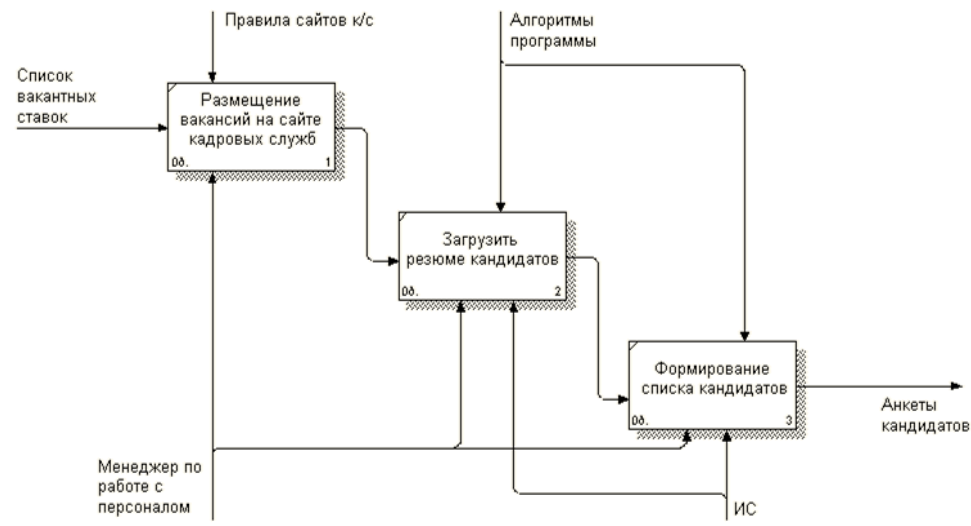 Правила сайтов к/с
Алгоритмы
программы
Список
вакантных
ставок
Размещение
вакансий на сайте
кадровых служб
0д.
1
Загрузить
резюме кандидатов
0д.
2
Формирование
списка кандидатов
0д.
3
Анкеты
кандидатов
Менеджер по
работе с
персоналом
ИС